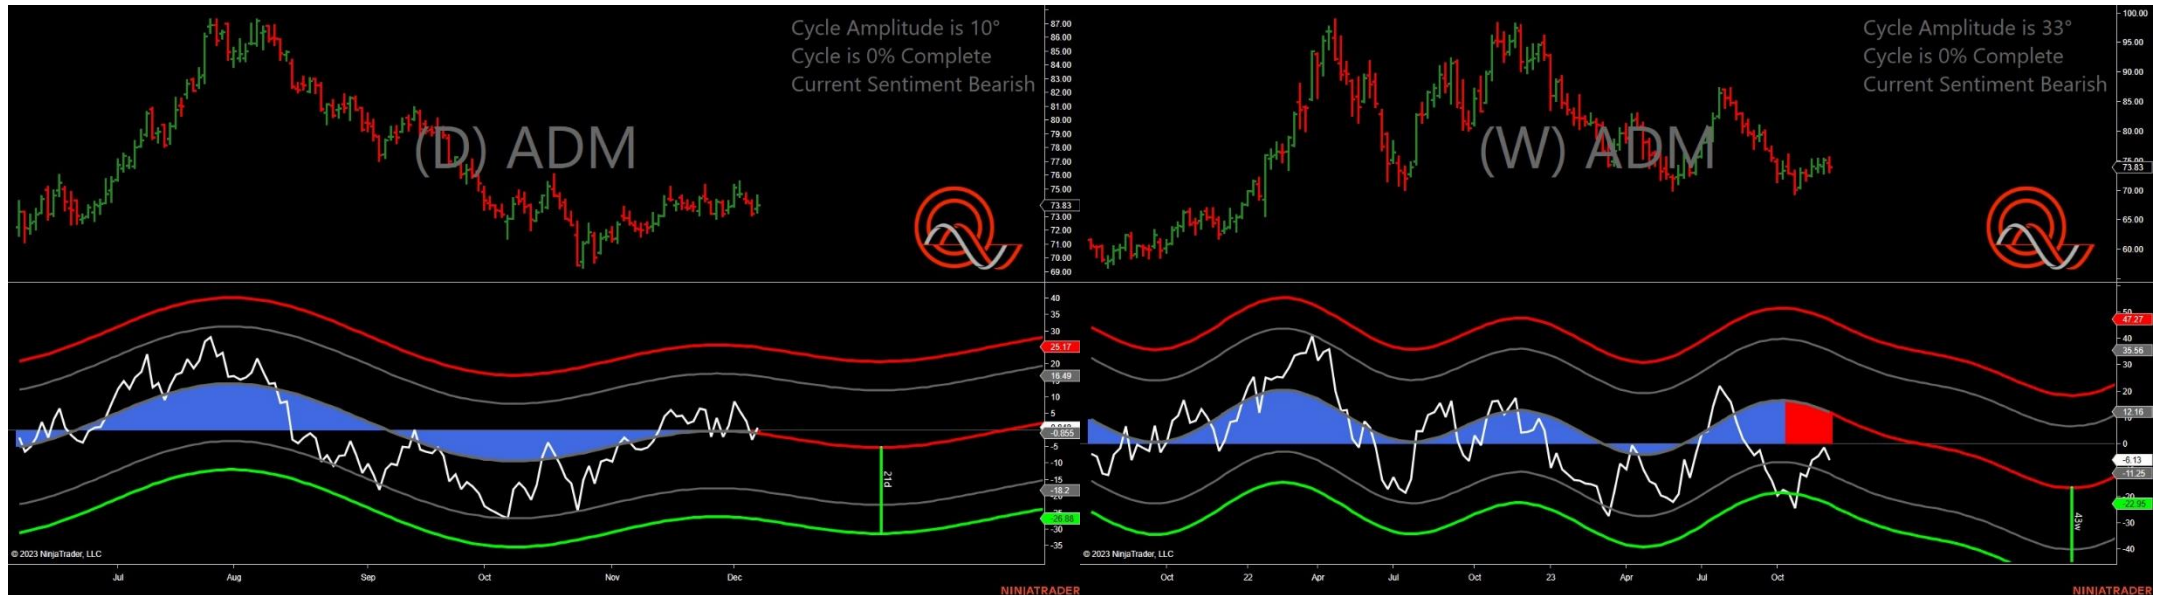 Cycle Amplitude is 10°
Cycle is 0% Complete
Current Sentiment Bearish
(D) ADM
87.00
86.00
85.00
84.00
83.00
82.00
81.00
80.00
79.00
78.00
77.00
76.00
75.00
73.83
73.00
72.00
71.00
70.00
69.00
40
35
30
25.17
20
16.49
10
5
-0.855
-5
-10
-15
-18.2
-26.88
-30
-35
21d
© 2023 NinjaTrader, LLC
Jul
Aug
Sep
Oct
Nov
Dec
NINJATRADER
Cycle Amplitude is 33°
Cycle is 0% Complete
Current Sentiment Bearish
(W) ADM
100.00
95.00
90.00
85.00
80.00
75.00
73.83
70.00
65.00
60.00
50
47.27
40
35.56
30
20
12.16
0
-6.13
-11.25
-20
-22.95
-30
-40
43w
© 2023 NinjaTrader, LLC
Oct
22
Apr
Jul
Oct
23
Apr
Jul
Oct
NINJATRADER